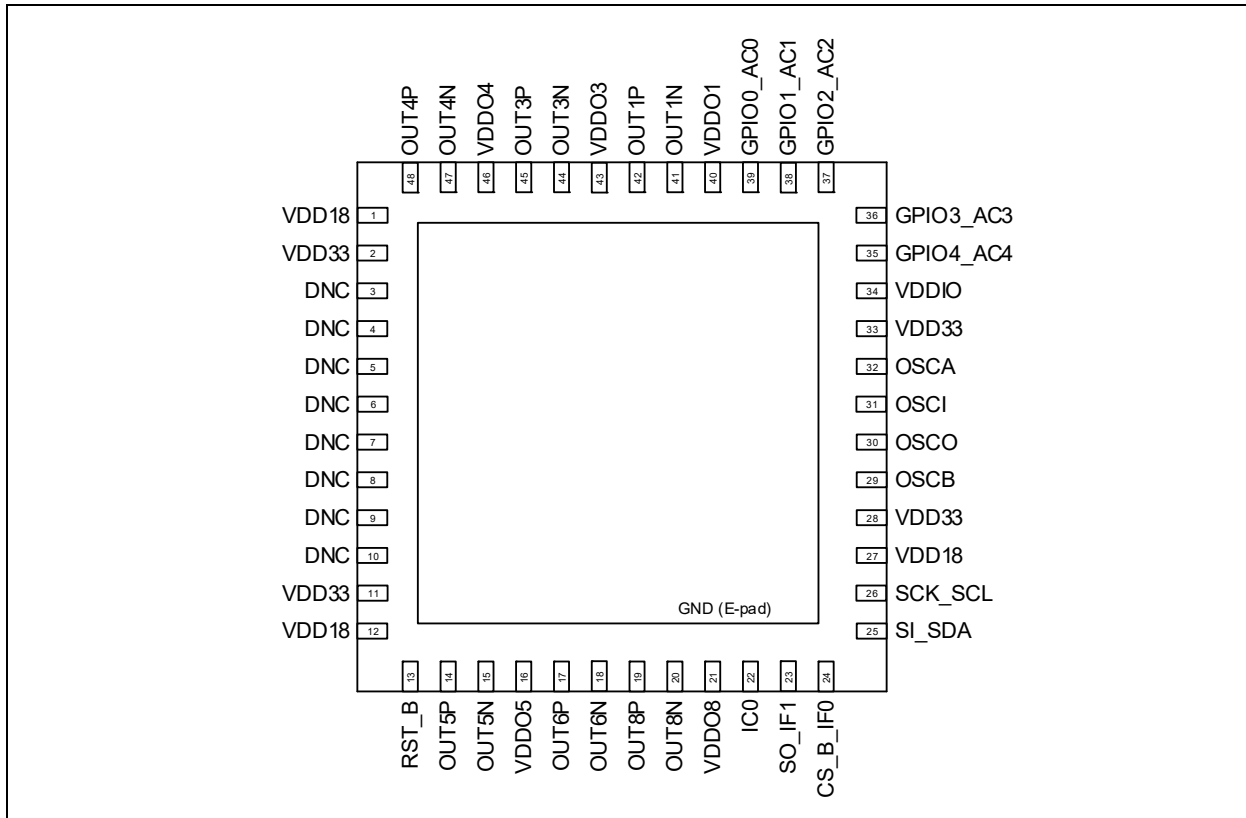 OUT4P
OUT4N
VDDO4
OUT3P
OUT3N
VDDO3
OUT1P
OUT1N
VDDO1
GPIO0_AC0
GPIO1_AC1
GPIO2_AC2
48
47
46
45
44
43
42
41
40
39
38
37
VDD18 1
VDD33 2
DNC 3
DNC 4
DNC 5
DNC 6
DNC 7
DNC 8
DNC 9
DNC 10
VDD33 11
VDD18 12
36 GPIO3_AC3
35 GPIO4_AC4
34 VDDIO
33 VDD33
32 OSCA
31 OSCI
30 OSCO
29 OSCB
28 VDD33
27 VDD18
26 SCK_SCL
25 SI_SDA
GND (E-pad)
13
14
15
16
17
18
19
20
21
22
23
24
RST_B
OUT5P
OUT5N
VDDO5
OUT6P
OUT6N
OUT8P
OUT8N
VDDO8
IC0
SO_IF1
CS_B_IF0